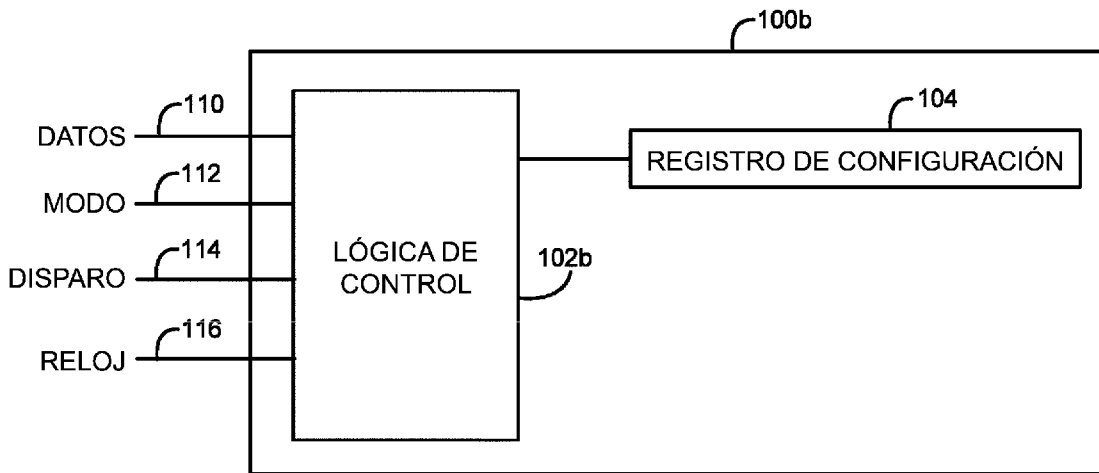 100b
110
104
DATOS
REGISTRO DE CONFIGURACIÓN
112
MODO
114
LÓGICA DE
CONTROL
102b
DISPARO
116
RELOJ